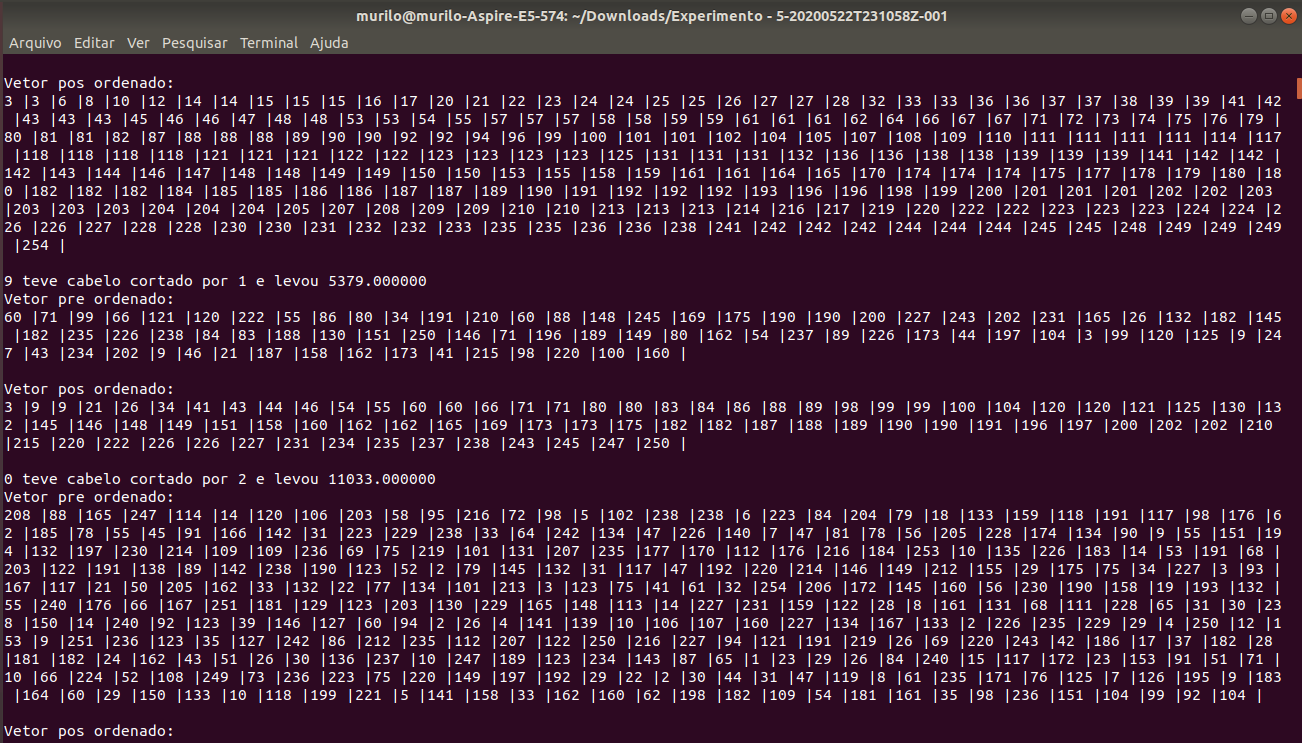 murilo@murilo-Aspire-E5-574: ~/Downloads/Experimento - 5-20200522T231058Z-001
Arquivo Editar Ver Pesquisar Terminal Ajuda
Vetor pos ordenado:
3 |3 |6 |8 |10 |12 |14 |14 |15 |15 |15 |16 |17 |20 |21 |22 |23 |24 |24 |25 |25 |26 |27 |27 |28 |32 |33 |33 |36 |36 |37 |37 |38 |39 |39 |41 |42
|43 |43 |43 |45 |46 |46 |47 |48 |48 |53 |53 |54 |55 |57 |57 |57 |58 |58 |59 |59 |61 |61 |61 |62 |64 |66 |67 |67 |71 |72 |73 |74 |75 |76 |79 |
80 |81 |81 |82 |87 |88 |88 |88 |89 |90 |90 |92 |92 |94 |96 |99 |100 |101 |101 |102 |104 |105 |107 |108 |109 |110 |111 |111 |111 |111 |114 |117
|118 |118 |118 |118 |121 |121 |121 |122 |122 |123 |123 |123 |123 |125 |131 |131 |131 |132 |136 |136 |138 |138 |139 |139 |139 |141 |142 |142 |
142 |143 |144 |146 |147 |148 |148 |149 |149 |150 |150 |153 |155 |158 |159 |161 |161 |164 |165 |170 |174 |174 |174 |175 |177 |178 |179 |180 |18
0 |182 |182 |182 |184 |185 |185 |186 |186 |187 |187 |189 |190 |191 |192 |192 |192 |193 |196 |196 |198 |199 |200 |201 |201 |201 |202 |202 |203
|203 |203 |203 |204 |204 |204 |205 |207 |208 |209 |209 |210 |210 |213 |213 |213 |214 |216 |217 |219 |220 |222 |222 |223 |223 |223 |224 |224 |2
26 |226 |227 |228 |228 |230 |230 |231 |232 |232 |233 |235 |235 |236 |236 |238 |241 |242 |242 |242 |244 |244 |244 |245 |245 |248 |249 |249 |249
|254 |
9 teve cabelo cortado por 1 e levou 5379.000000
Vetor pre ordenado:
60 |71 |99 |66 |121 |120 |222 |55 |86 |80 |34 |191 |210 |60 |88 |148 |245 |169 |175 |190 |190 |200 |227 |243 |202 |231 |165 |26 |132 |182 |145
|182 |235 |226 |238 |84 |83 |188 |130 |151 |250 |146 |71 |196 |189 |149 |80 |162 |54 |237 |89 |226 |173 |44 |197 |104 |3 |99 |120 |125 |9 |24
7 |43 |234 |202 |9 |46 |21 |187 |158 |162 |173 |41 |215 |98 |220 |100 |160 |
Vetor pos ordenado:
3 |9 |9 |21 |26 |34 |41 |43 |44 |46 |54 |55 |60 |60 |66 |71 |71 |80 |80 |83 |84 |86 |88 |89 |98 |99 |99 |100 |104 |120 |120 |121 |125 |130 |13
2 |145 |146 |148 |149 |151 |158 |160 |162 |162 |165 |169 |173 |173 |175 |182 |182 |187 |188 |189 |190 |190 |191 |196 |197 |200 |202 |202 |210
|215 |220 |222 |226 |226 |227 |231 |234 |235 |237 |238 |243 |245 |247 |250 |
0 teve cabelo cortado por 2 e levou 11033.000000
Vetor pre ordenado:
208 |88 |165 |247 |114 |14 |120 |106 |203 |58 |95 |216 |72 |98 |5 |102 |238 |238 |6 |223 |84 |204 |79 |18 |133 |159 |118 |191 |117 |98 |176 |6
2 |185 |78 |55 |45 |91 |166 |142 |31 |223 |229 |238 |33 |64 |242 |134 |47 |226 |140 |7 |47 |81 |78 |56 |205 |228 |174 |134 |90 |9 |55 |151 |19
4 |132 |197 |230 |214 |109 |109 |236 |69 |75 |219 |101 |131 |207 |235 |177 |170 |112 |176 |216 |184 |253 |10 |135 |226 |183 |14 |53 |191 |68 |
203 |122 |191 |138 |89 |142 |238 |190 |123 |52 |2 |79 |145 |132 |31 |117 |47 |192 |220 |214 |146 |149 |212 |155 |29 |175 |75 |34 |227 |3 |93 |
167 |117 |21 |50 |205 |162 |33 |132 |22 |77 |134 |101 |213 |3 |123 |75 |41 |61 |32 |254 |206 |172 |145 |160 |56 |230 |190 |158 |19 |193 |132 |
55 |240 |176 |66 |167 |251 |181 |129 |123 |203 |130 |229 |165 |148 |113 |14 |227 |231 |159 |122 |28 |8 |161 |131 |68 |111 |228 |65 |31 |30 |23
8 |150 |14 |240 |92 |123 |39 |146 |127 |60 |94 |2 |26 |4 |141 |139 |10 |106 |107 |160 |227 |134 |167 |133 |2 |226 |235 |229 |29 |4 |250 |12 |1
53 |9 |251 |236 |123 |35 |127 |242 |86 |212 |235 |112 |207 |122 |250 |216 |227 |94 |121 |191 |219 |26 |69 |220 |243 |42 |186 |17 |37 |182 |28
|181 |182 |24 |162 |43 |51 |26 |30 |136 |237 |10 |247 |189 |123 |234 |143 |87 |65 |1 |23 |29 |26 |84 |240 |15 |117 |172 |23 |153 |91 |51 |71 |
10 |66 |224 |52 |108 |249 |73 |236 |223 |75 |220 |149 |197 |192 |29 |22 |2 |30 |44 |31 |47 |119 |8 |61 |235 |171 |76 |125 |7 |126 |195 |9 |183
|164 |60 |29 |150 |133 |10 |118 |199 |221 |5 |141 |158 |33 |162 |160 |62 |198 |182 |109 |54 |181 |161 |35 |98 |236 |151 |104 |99 |92 |104 |
Vetor pos ordenado: